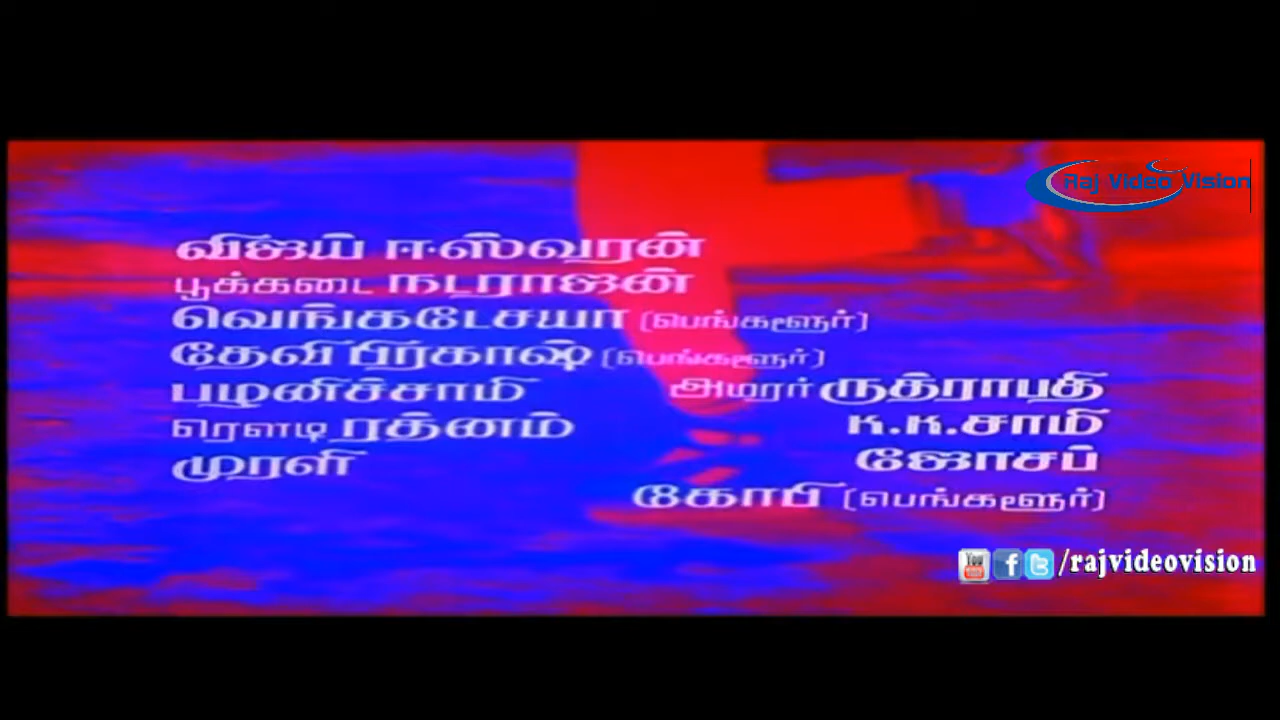 Raj Video Vision
விஜய் ஈஸ்வரன்
பூக்கடை நடராஜன்
வெங்கடேசயா (பெங்களூர்)
தேவி பிரகாஷ் (பெங்களூர்)
பழனிச்சாமி
அமரர் ருத்ராபதி
ரௌடி ரத்னம்
K.K.சாமி
முரளி
ஜோசப்
கோபி (பெங்களூர்)
You
/rajvideovision